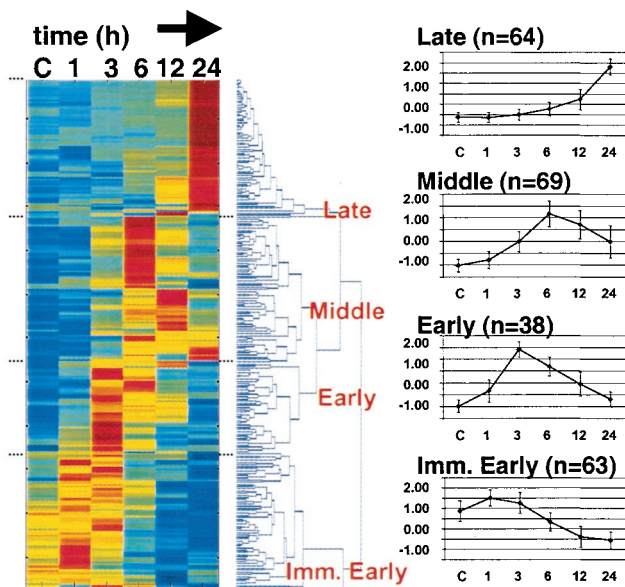 time (h)
C 1 3 6 12 24
Late
Middle
Early
Imm. Early
Late (n=64)
2.00
1.00
0.00
-1.00
C 1 3 6 12 24
Middle (n=69)
2.00
1.00
0.00
-1.00
C 1 3 6 12 24
Early (n=38)
2.00
1.00
0.00
-1.00
C 1 3 6 12 24
Imm. Early (n=63)
2.00
1.00
0.00
-1.00
C 1 3 6 12 24